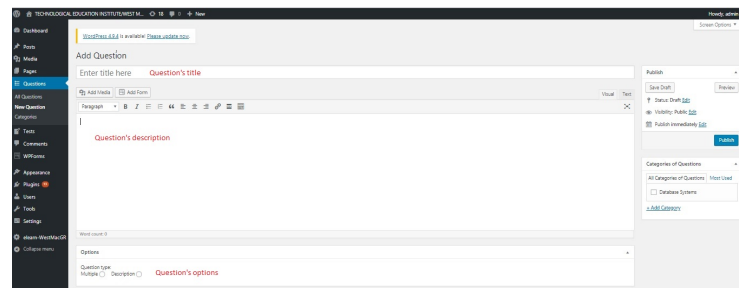 TECHNOLOGICAL EDUCATION INSTITUTE/WEST M... 18 0 + New Howdy, admin
Screen Options
Dashboard
Posts
Media
Pages
Questions
All Questions
New Question
Categories
Tests
Comments
WPForms
Appearance
Plugins
Users
Tools
Settings
elearn-WestMacGR
Collapse menu
WordPress 4.9.4 is available! Please update now.
Add Question
Enter title here Question's title
Add Media Add Form
Visual Text
Paragraph B I
Question's description
Word count: 0
Options
Question type:
Multiple Description Question's options
Publish
Save Draft Preview
Status: Draft Edit
Visibility: Public Edit
Publish immediately Edit
Publish
Categories of Questions
All Categories of Questions Most Used
Database Systems
+ Add Category